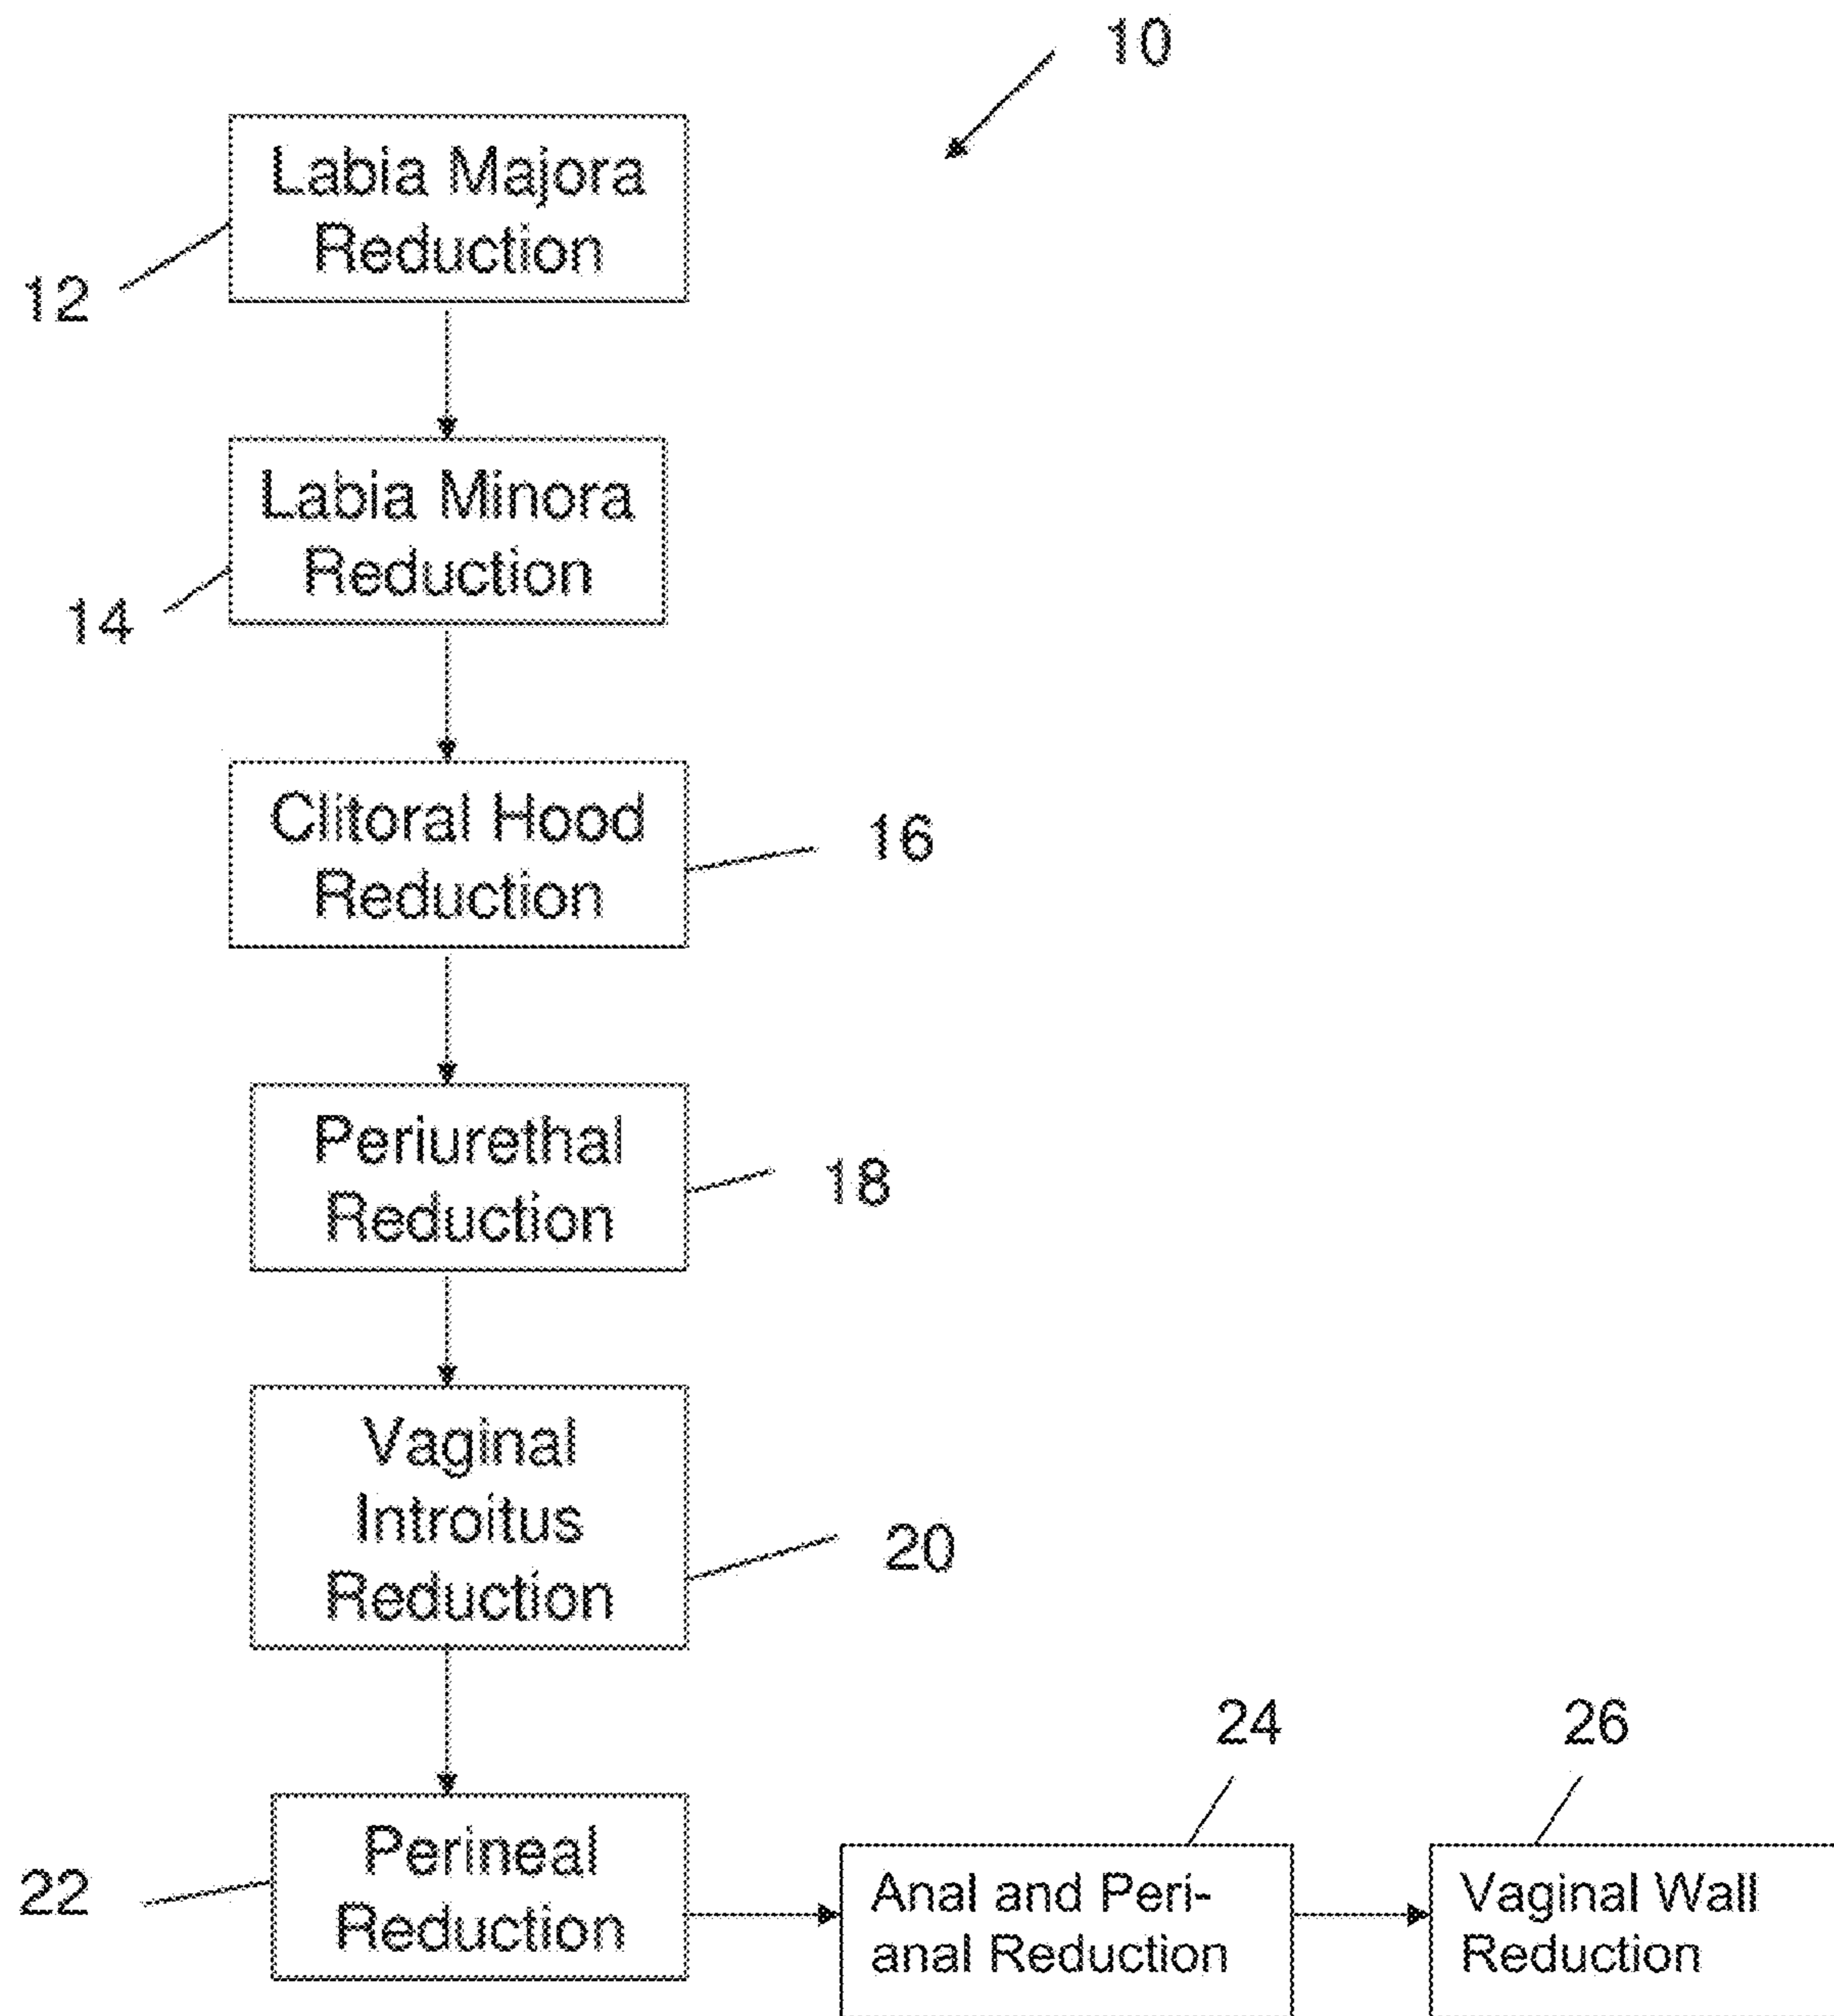 10
Labia Majora
Reduction
12
Labia Minora
Reduction
14
Clitoral Hood
Reduction
16
Periurethal
Reduction
18
Vaginal
Introitus
Reduction
20
Perineal
Reduction
22
24
Anal and Peri-
anal Reduction
26
Vaginal Wall
Reduction